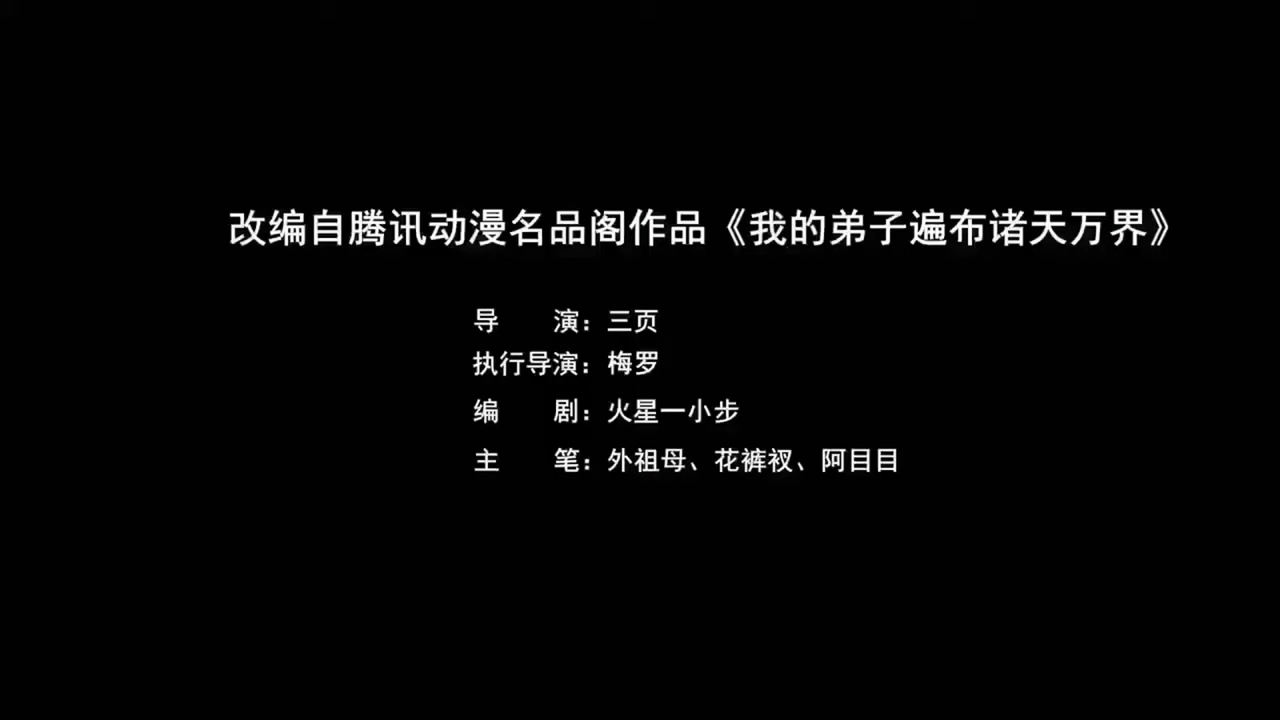 改编自腾讯动漫名品阁作品《我的弟子遍布诸天万界》
导　　演：三页
执行导演：梅罗
编　　剧：火星一小步
主　　笔：外祖母、花裤衩、阿目目